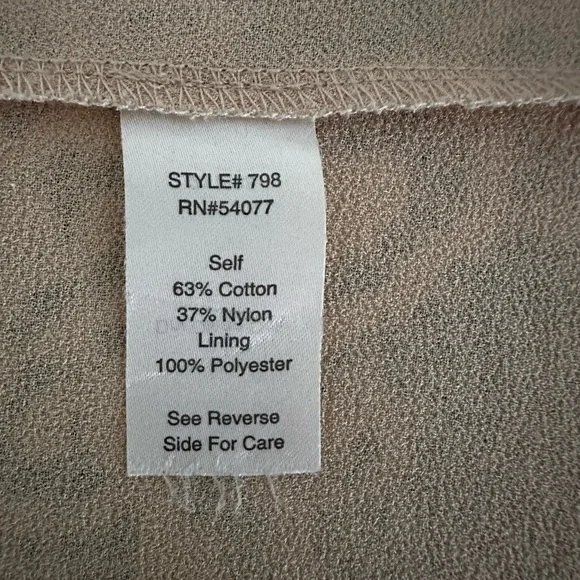 STYLE# 798
RN#54077
Self
63% Cotton
37% Nylon
Lining
100% Polyester
See Reverse
Side For Care